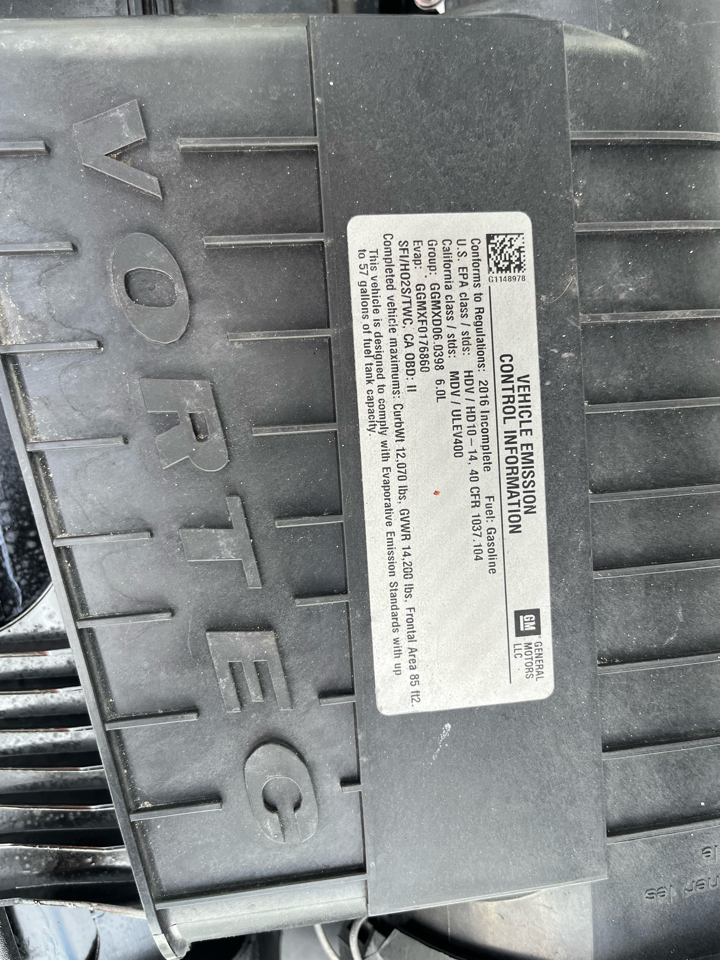 VORTEC
VEHICLE EMISSION
CONTROL INFORMATION
GM
GENERAL
MOTORS
LLC
G1148978
Conforms to Regulations: 2016 Incomplete Fuel: Gasoline
U.S. EPA class / stds: HDV / HD10-14, 40 CFR 1037.104
California class / stds: MDV / ULEV400
Group: GGMXD06.0398 6.0L
Evap: GGMXF0176860
SFI/HO2S/TWC, CA OBD: II
Completed vehicle maximums: CurbWt 12,070 lbs, GVWR 14,200 lbs, Frontal Area 85 ft2.
This vehicle is designed to comply with Evaporative Emission Standards with up
to 57 gallons of fuel tank capacity.